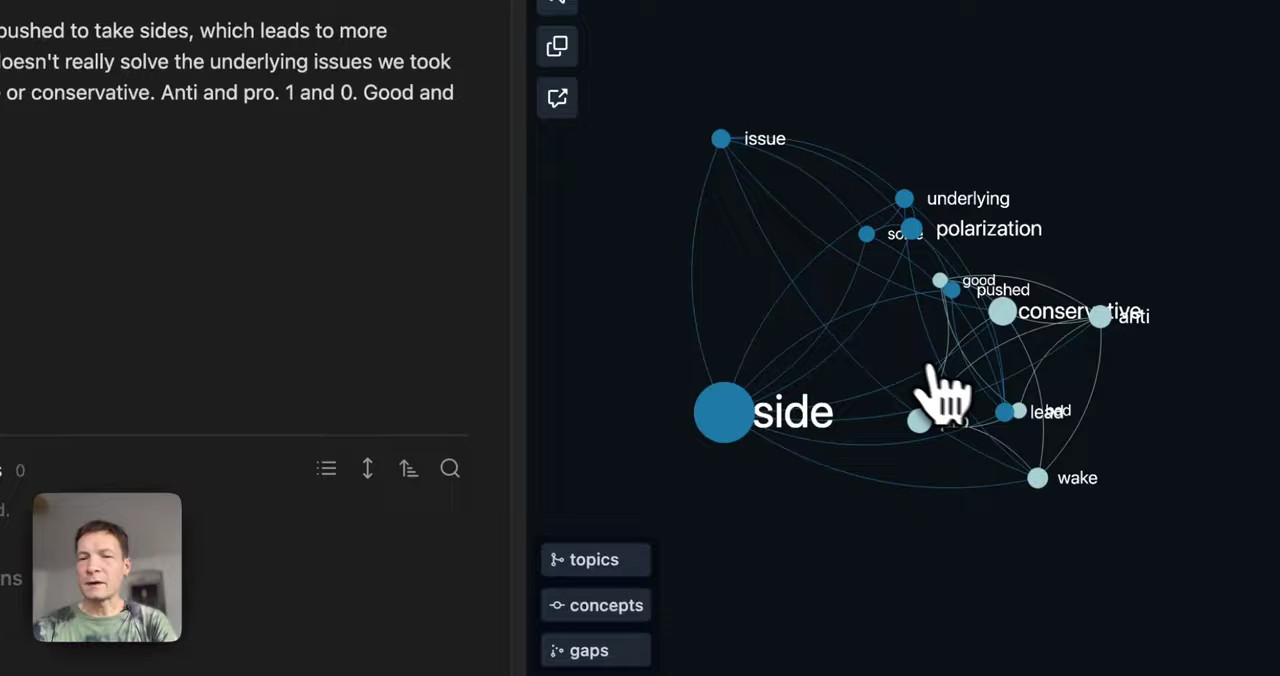 pushed to take sides, which leads to more
doesn't really solve the underlying issues we took
or conservative. Anti and pro. 1 and 0. Good and
issue
underlying
polarization
good
pushed
conservative
anti
side
lead
bad
wake
0
d.
ns
topics
concepts
gaps